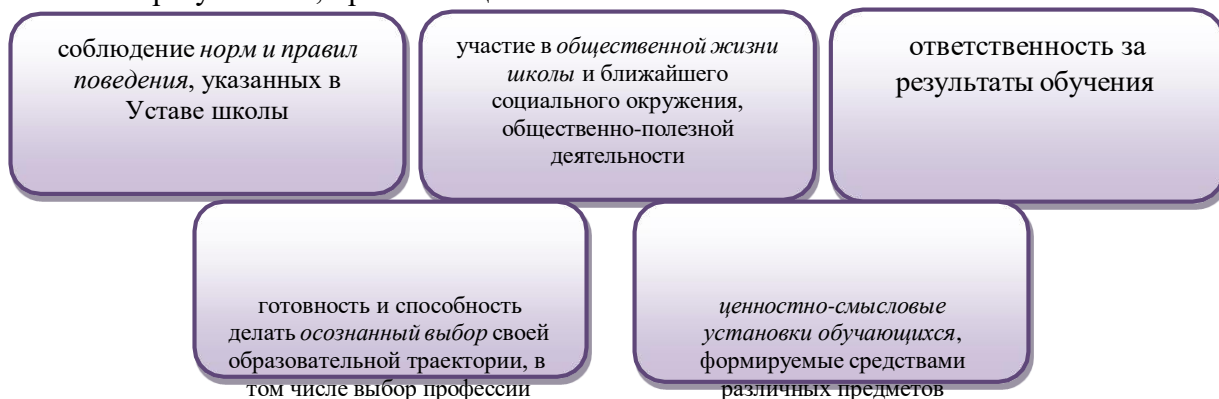 соблюдение норм и правил
поведения, указанных в
Уставе школы
участие в общественной жизни
школы и ближайшего
социального окружения,
общественно-полезной
деятельности
ответственность за
результаты обучения
готовность и способность
делать осознанный выбор своей
образовательной траектории, в
том числе выбор профессии
ценностно-смысловые
установки обучающихся,
формируемые средствами
различных предметов